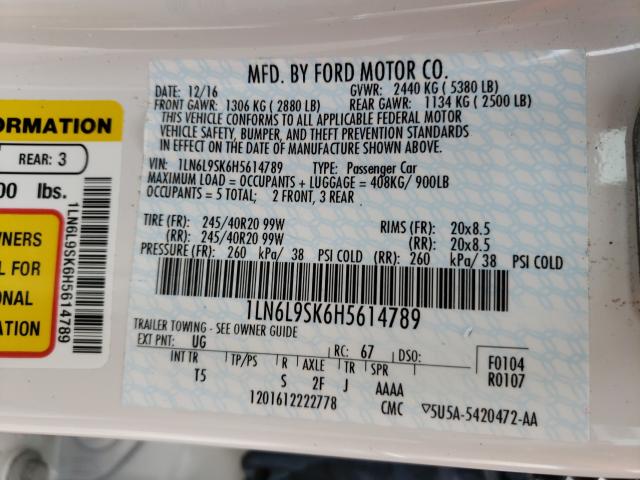 MFD. BY FORD MOTOR CO.
DATE: 12/16 GVWR: 2440 KG ( 5380 LB)
FRONT GAWR: 1306 KG ( 2880 LB) REAR GAWR: 1134 KG ( 2500 LB)
THIS VEHICLE CONFORMS TO ALL APPLICABLE FEDERAL MOTOR
VEHICLE SAFETY, BUMPER, AND THEFT PREVENTION STANDARDS
IN EFFECT ON THE DATE OF MANUFACTURE SHOWN ABOVE.
VIN: 1LN6L9SK6H5614789 TYPE: Passenger Car
MAXIMUM LOAD = OCCUPANTS + LUGGAGE = 408KG/ 900LB
OCCUPANTS = 5 TOTAL; 2 FRONT, 3 REAR
TIRE (FR): 245/40R20 99W RIMS (FR): 20x8.5
(RR): 245/40R20 99W (RR): 20x8.5
PRESSURE (FR): 260 kPa/ 38 PSI COLD (RR): 260 kPa/ 38 PSI COLD
1LN6L9SK6H5614789
TRAILER TOWING - SEE OWNER GUIDE
EXT PNT: UG RC: 67 DSO: F0104
INT TR TP/PS R AXLE TR SPR R0107
T5 S 2F J AAAA
1201612222778 CMC 5U5A-5420472-AA
ORMATION
REAR: 3
00 lbs.
WNERS
L FOR
ONAL
ATION
1LN6L9SK6H5614789